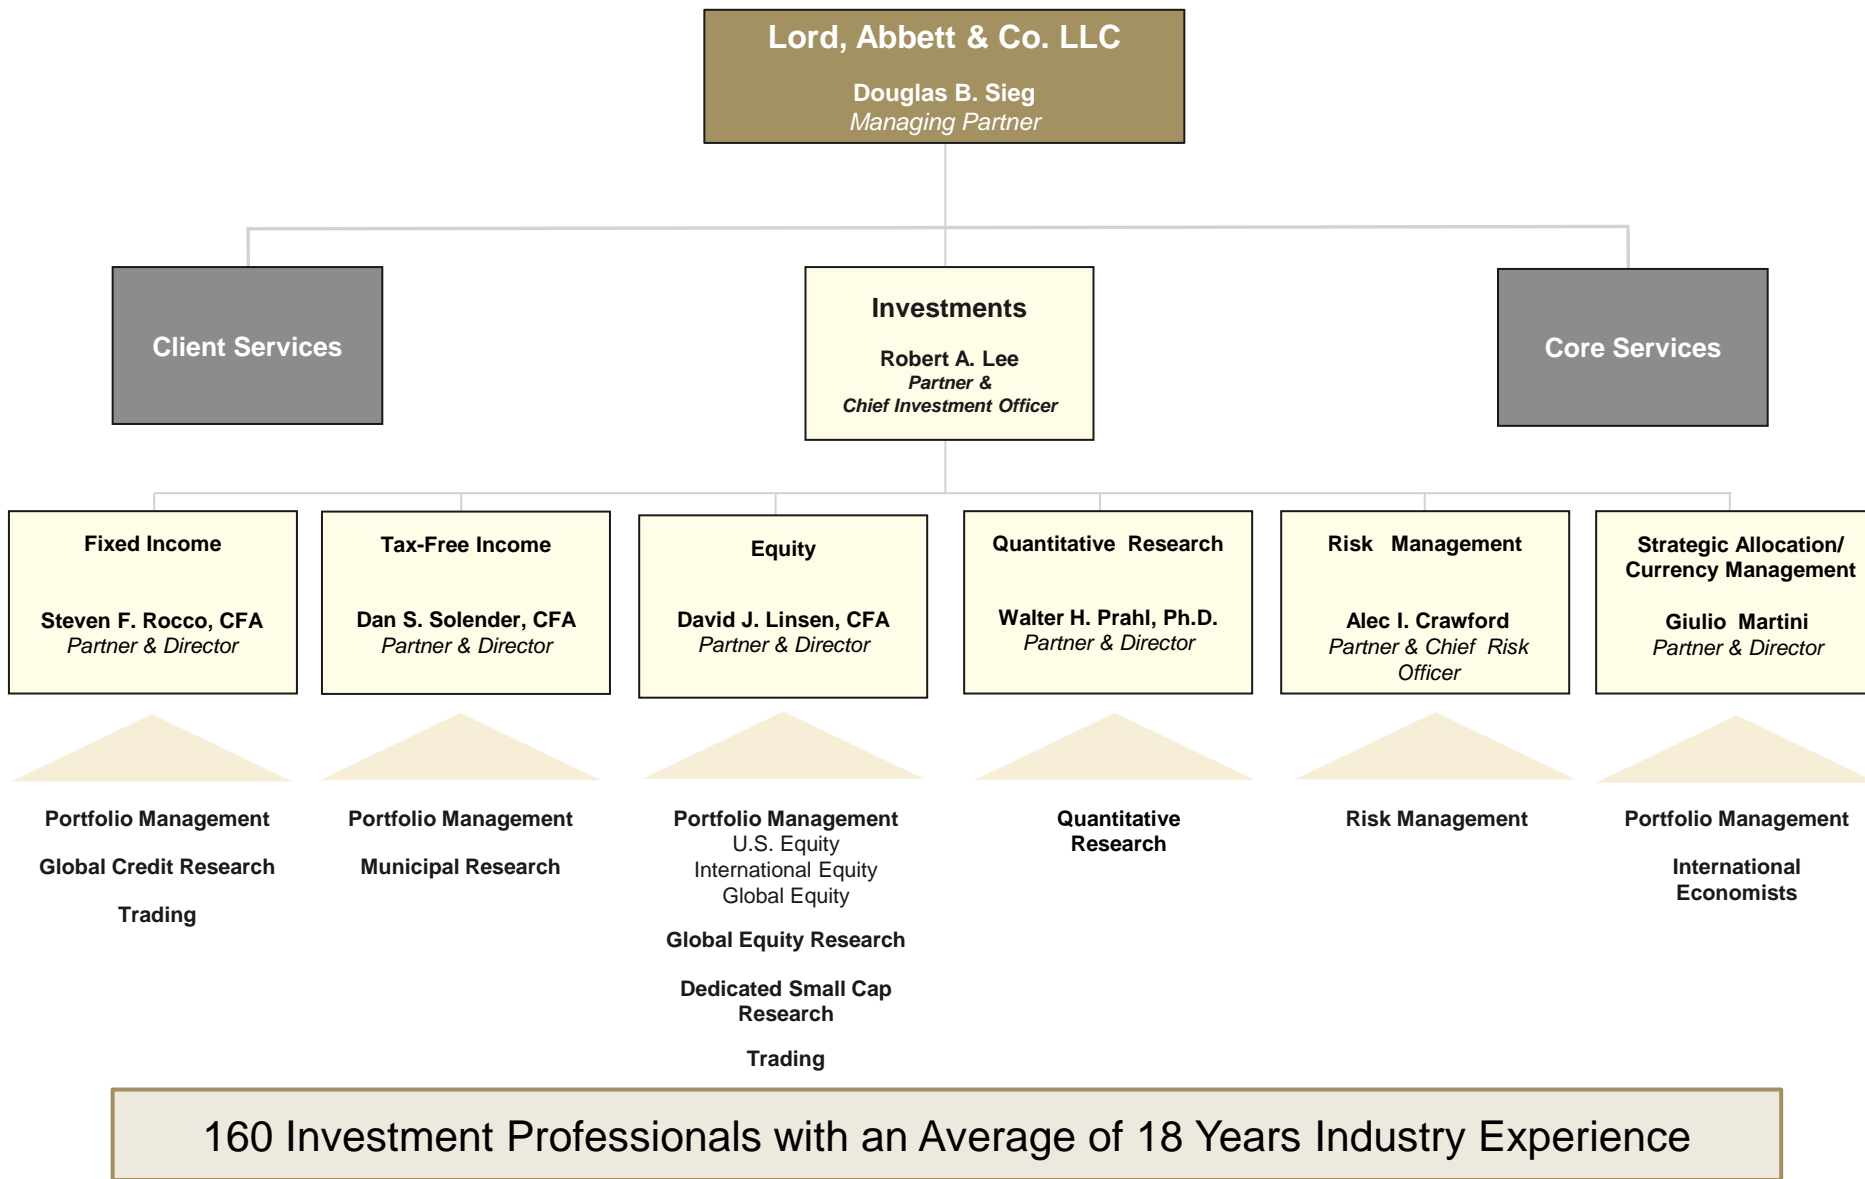 Lord, Abbett & Co. LLC
Douglas B. Sieg
Managing Partner
Client Services
Investments
Robert A. Lee
Partner &
Chief Investment Officer
Core Services
Fixed Income
Steven F. Rocco, CFA
Partner & Director
Tax-Free Income
Dan S. Solender, CFA
Partner & Director
Equity
David J. Linsen, CFA
Partner & Director
Quantitative Research
Walter H. Prahl, Ph.D.
Partner & Director
Risk Management
Alec I. Crawford
Partner & Chief Risk
Officer
Strategic Allocation/
Currency Management
Giulio Martini
Partner & Director
Portfolio Management
Global Credit Research
Trading
Portfolio Management
Municipal Research
Portfolio Management
U.S. Equity
International Equity
Global Equity
Global Equity Research
Dedicated Small Cap
Research
Trading
Quantitative
Research
Risk Management
Portfolio Management
International
Economists
160 Investment Professionals with an Average of 18 Years Industry Experience